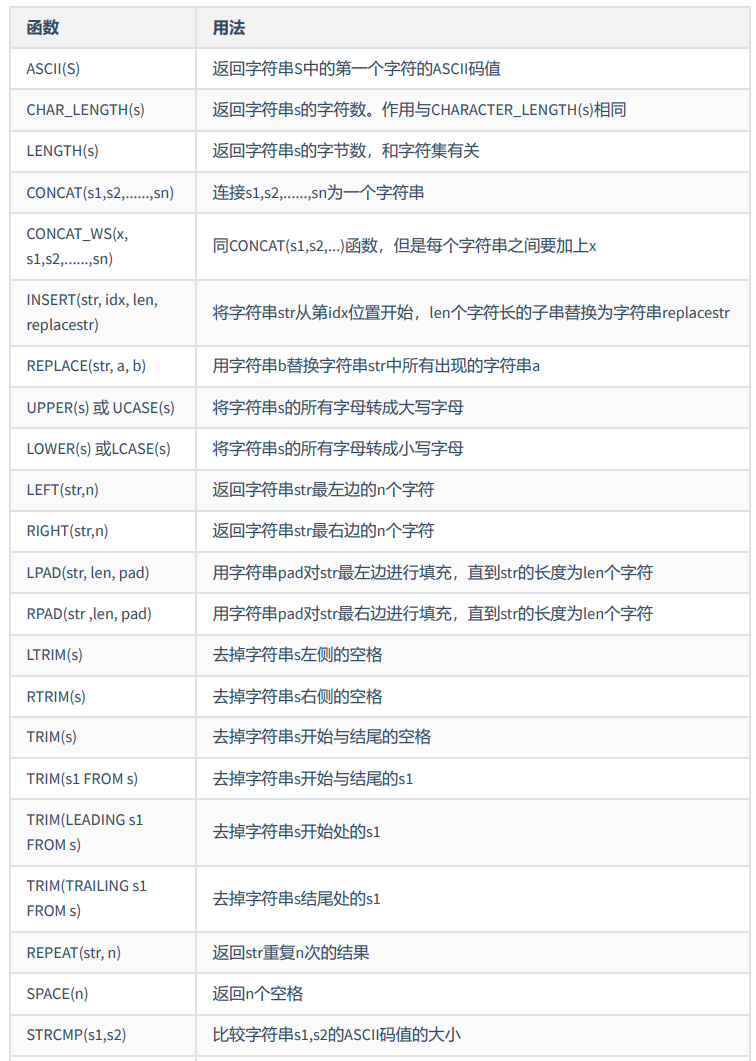 函数 用法
ASCII(S) 返回字符串S中的第一个字符的ASCII码值
CHAR_LENGTH(s) 返回字符串s的字符数。作用与CHARACTER_LENGTH(s)相同
LENGTH(s) 返回字符串s的字节数，和字符集有关
CONCAT(s1,s2,......,sn) 连接s1,s2,......,sn为一个字符串
CONCAT_WS(x,
s1,s2,......,sn)
同CONCAT(s1,s2,...)函数，但是每个字符串之间要加上x
INSERT(str, idx, len,
replacestr)
将字符串str从第idx位置开始，len个字符长的子串替换为字符串replacestr
REPLACE(str, a, b) 用字符串b替换字符串str中所有出现的字符串a
UPPER(s) 或 UCASE(s) 将字符串s的所有字母转成大写字母
LOWER(s) 或LCASE(s) 将字符串s的所有字母转成小写字母
LEFT(str,n) 返回字符串str最左边的n个字符
RIGHT(str,n) 返回字符串str最右边的n个字符
LPAD(str, len, pad) 用字符串pad对str最左边进行填充，直到str的长度为len个字符
RPAD(str ,len, pad) 用字符串pad对str最右边进行填充，直到str的长度为len个字符
LTRIM(s) 去掉字符串s左侧的空格
RTRIM(s) 去掉字符串s右侧的空格
TRIM(s) 去掉字符串s开始与结尾的空格
TRIM(s1 FROM s) 去掉字符串s开始与结尾的s1
TRIM(LEADING s1
FROM s)
去掉字符串s开始处的s1
TRIM(TRAILING s1
FROM s)
去掉字符串s结尾处的s1
REPEAT(str, n) 返回str重复n次的结果
SPACE(n) 返回n个空格
STRCMP(s1,s2) 比较字符串s1,s2的ASCII码值的大小